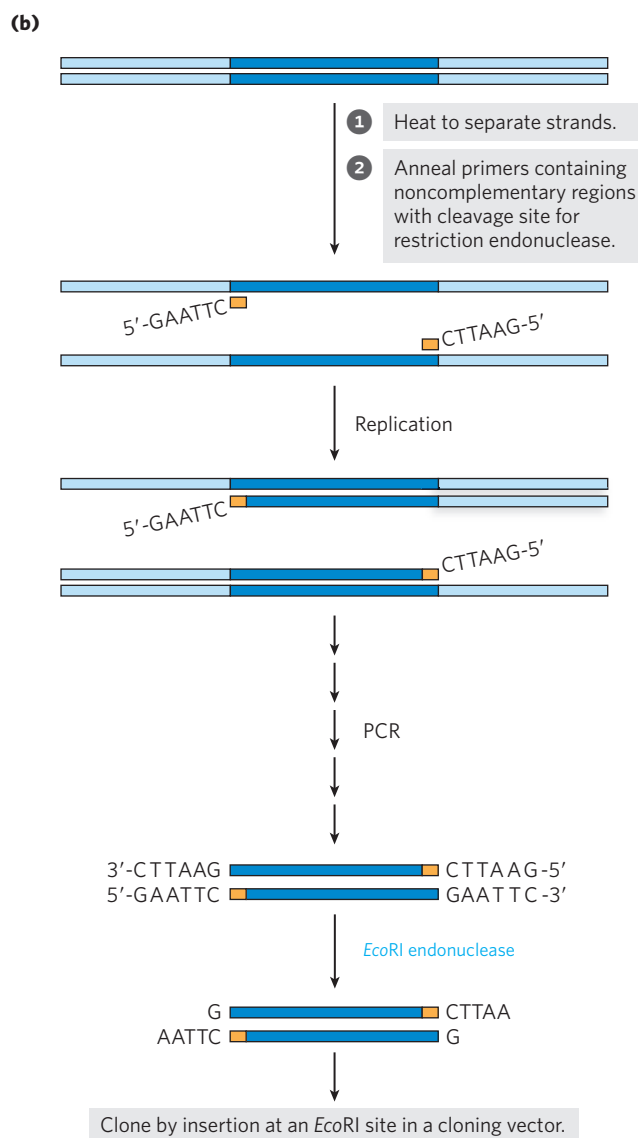 (b)
1 Heat to separate strands.
2 Anneal primers containing
noncomplementary regions
with cleavage site for
restriction endonuclease.
5′-GAATTC
CTTAAG-5′
Replication
5′-GAATTC
CTTAAG-5′
PCR
3′-CTTAAG CTTAAG-5′
5′-GAATTC GAATTC-3′
EcoRI endonuclease
G CTTAA
AATTC G
Clone by insertion at an EcoRI site in a cloning vector.